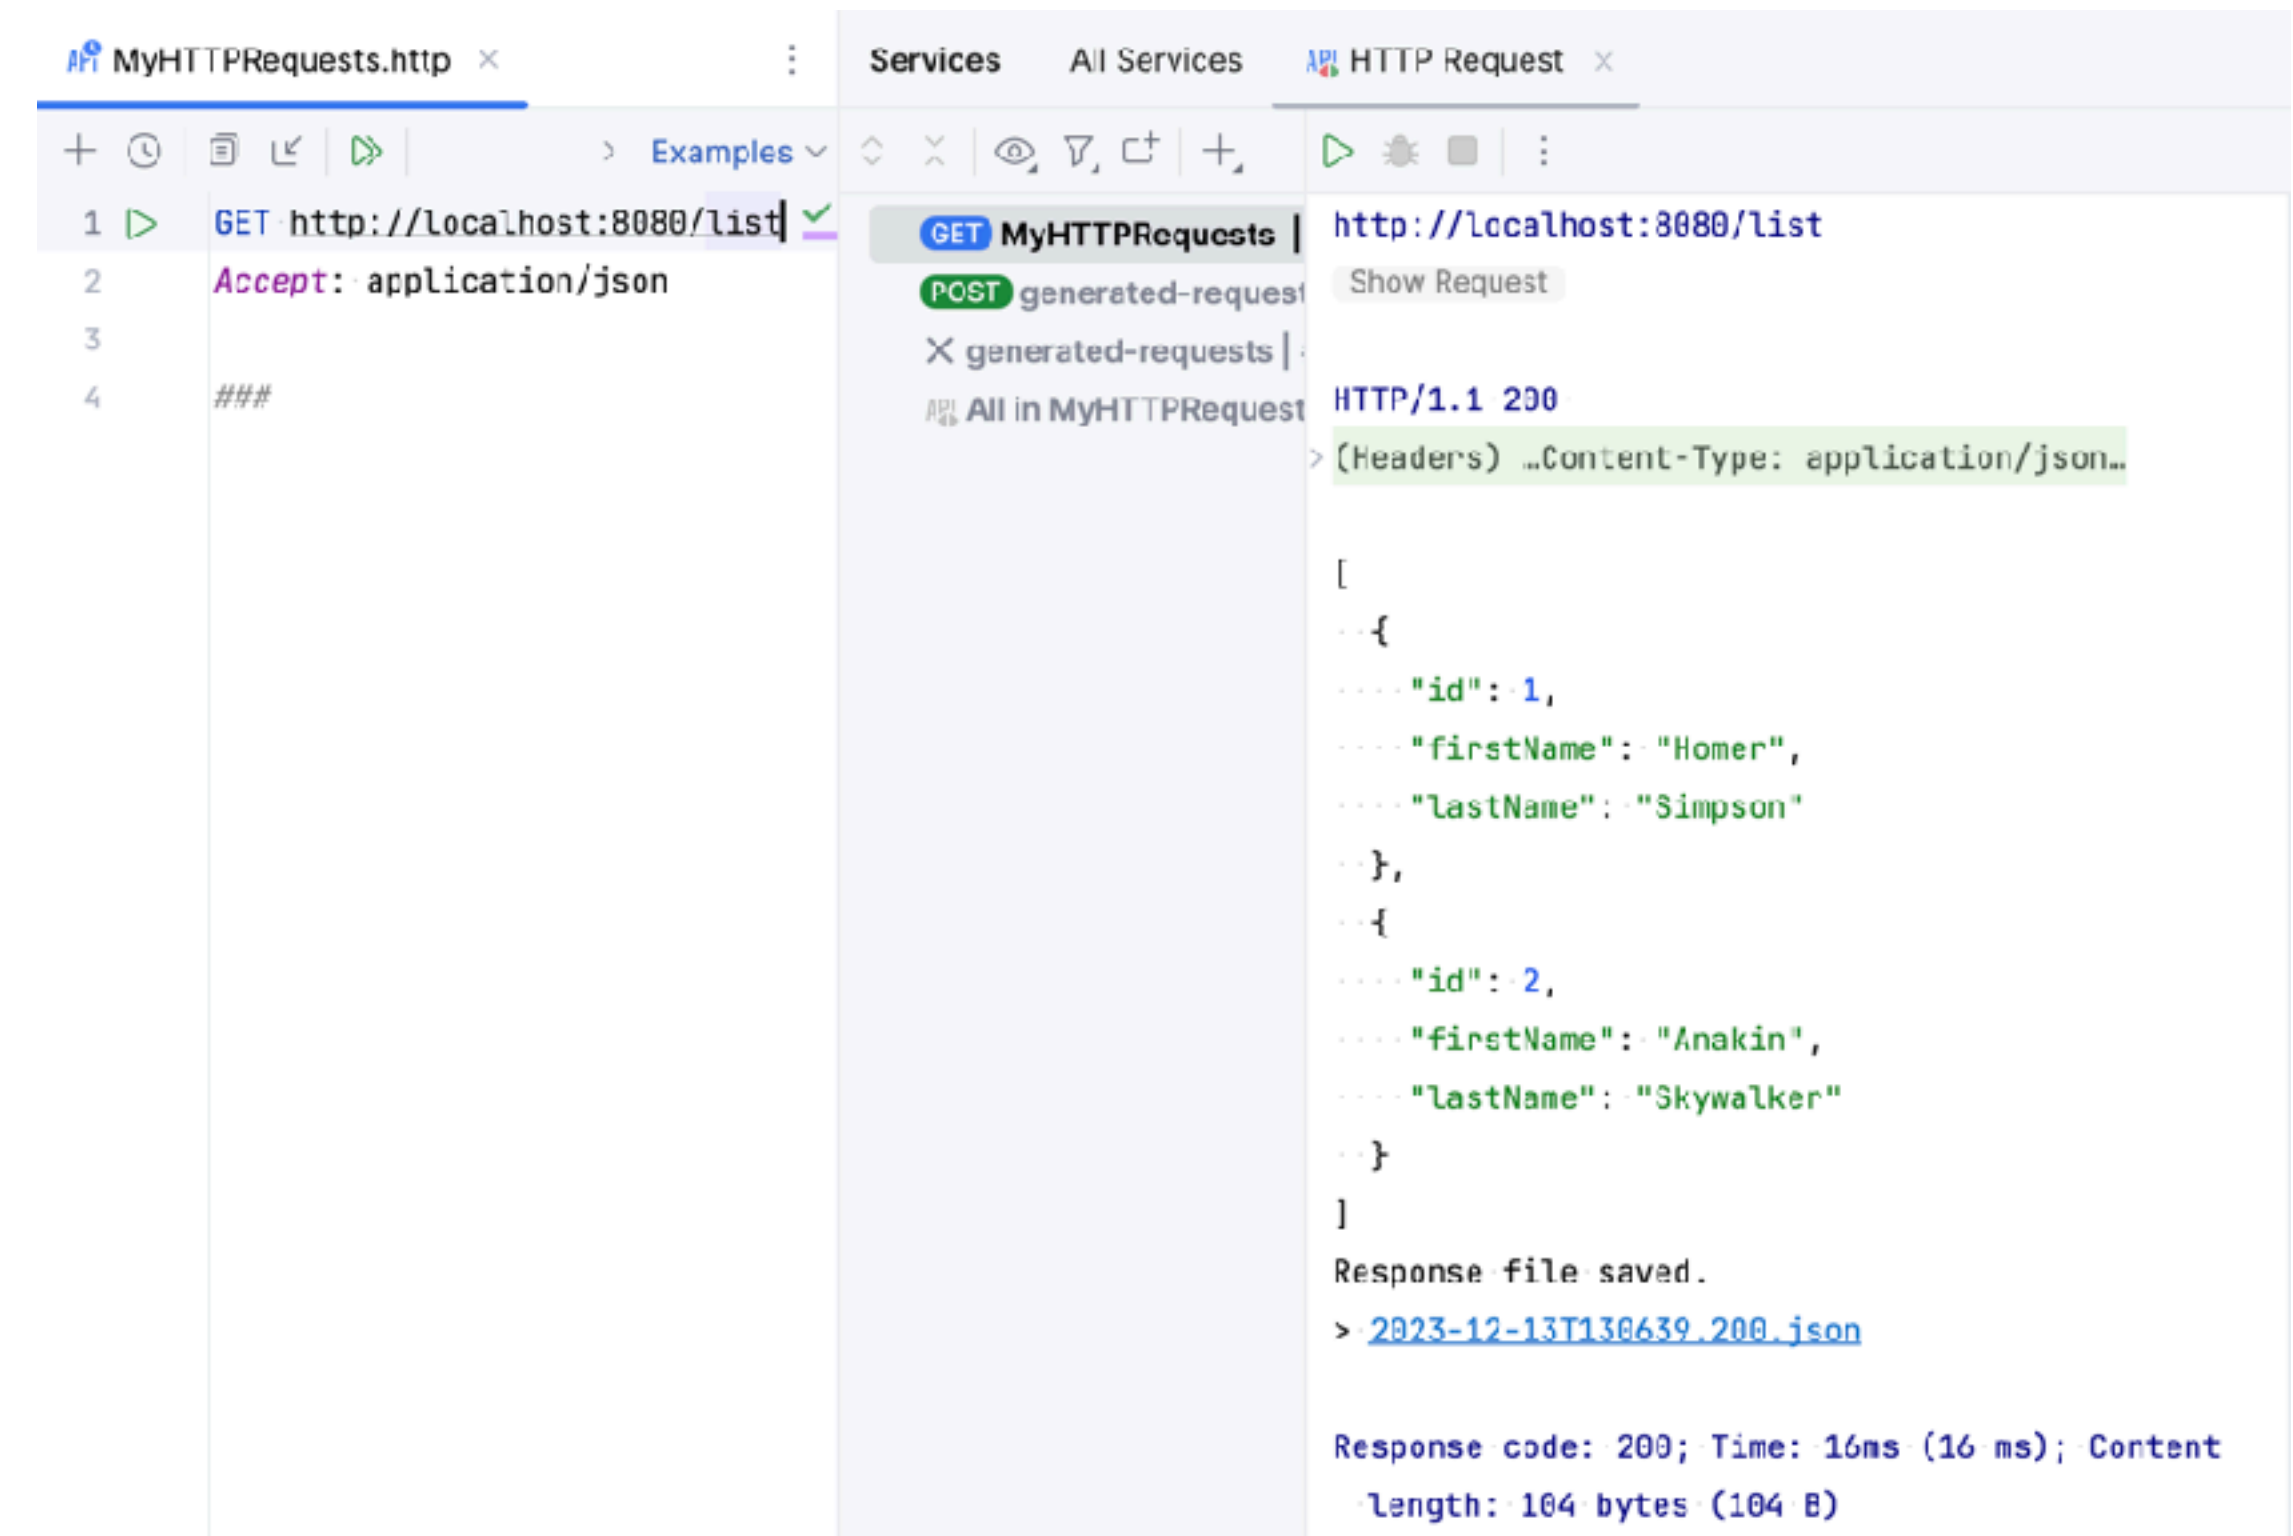 MyHTTPRequests.http
Examples
1 GET http://localhost:8080/list
2 Accept: application/json
3
4 ###
Services All Services HTTP Request
GET MyHTTPRequests |
POST generated-request
generated-requests |
All in MyHTTPRequest
http://localhost:8080/list
Show Request
HTTP/1.1 200
(Headers) …Content-Type: application/json…
[
{
"id": 1,
"firstName": "Homer",
"lastName": "Simpson"
},
{
"id": 2,
"firstName": "Anakin",
"lastName": "Skywalker"
}
]
Response file saved.
> 2023-12-13T130639.200.json
Response code: 200; Time: 16ms (16 ms); Content
length: 104 bytes (104 B)